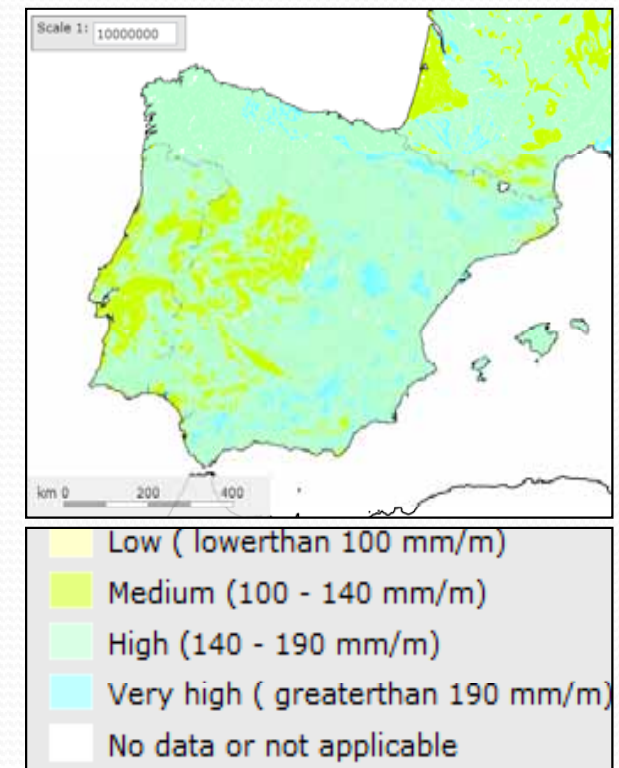 Scale 1: 10000000
km 0 200 400
Low ( lowerthan 100 mm/m)
Medium (100 - 140 mm/m)
High (140 - 190 mm/m)
Very high ( greaterthan 190 mm/m)
No data or not applicable